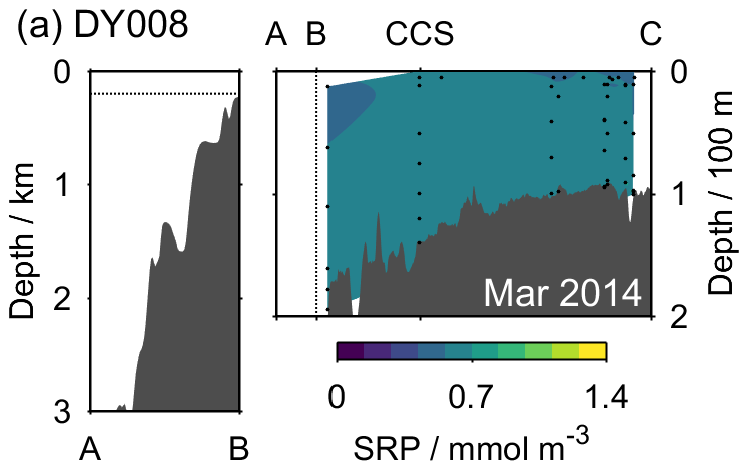 (a) DY008
A B CCS C
0
1
2
3
Depth / km
A B
0
1
2
Depth / 100 m
Mar 2014
0 0.7 1.4
SRP / mmol m⁻³